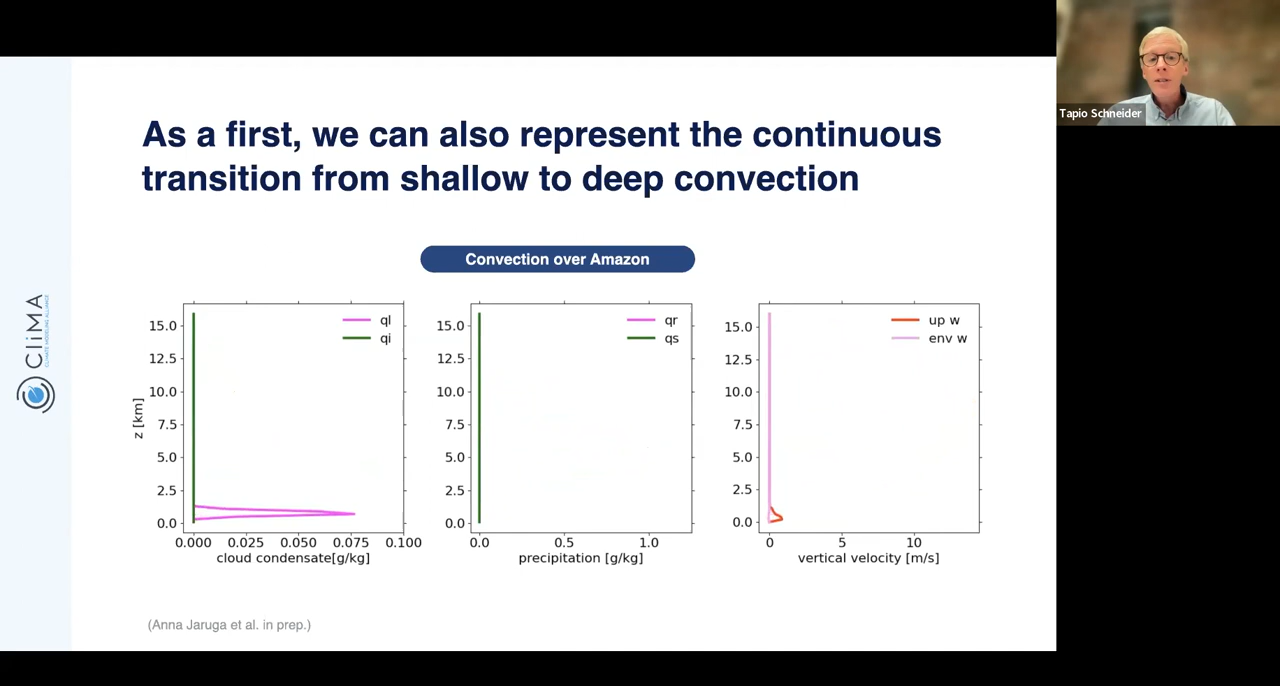 As a first, we can also represent the continuous
transition from shallow to deep convection
Convection over Amazon
CliMA
CLIMATE MODELING ALLIANCE
z [km]
15.0
12.5
10.0
7.5
5.0
2.5
0.0
0.000 0.025 0.050 0.075 0.100
cloud condensate[g/kg]
ql
qi
15.0
12.5
10.0
7.5
5.0
2.5
0.0
0.0 0.5 1.0
precipitation [g/kg]
qr
qs
15.0
12.5
10.0
7.5
5.0
2.5
0.0
0 5 10
vertical velocity [m/s]
up w
env w
(Anna Jaruga et al. in prep.)
Tapio Schneider